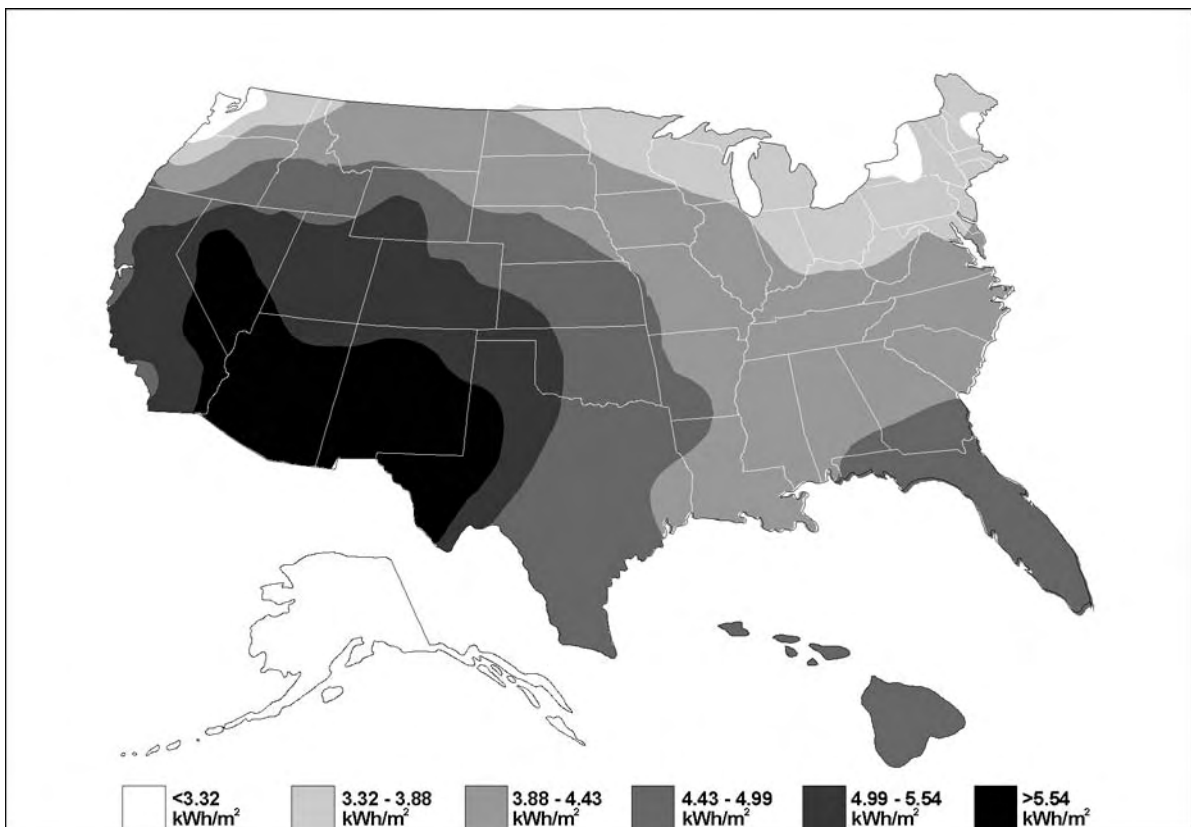 <3.32
kWh/m²
3.32 - 3.88
kWh/m²
3.88 - 4.43
kWh/m²
4.43 - 4.99
kWh/m²
4.99 - 5.54
kWh/m²
>5.54
kWh/m²